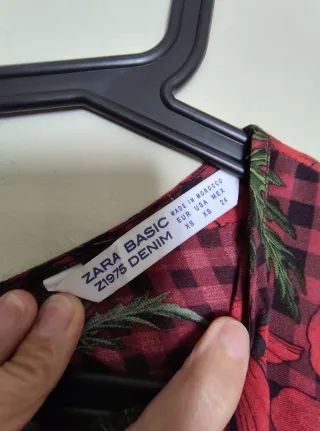 ZARA BASIC
Z1975 DENIM
MADE IN MOROCCO
EUR USA MEX
XS XS 24